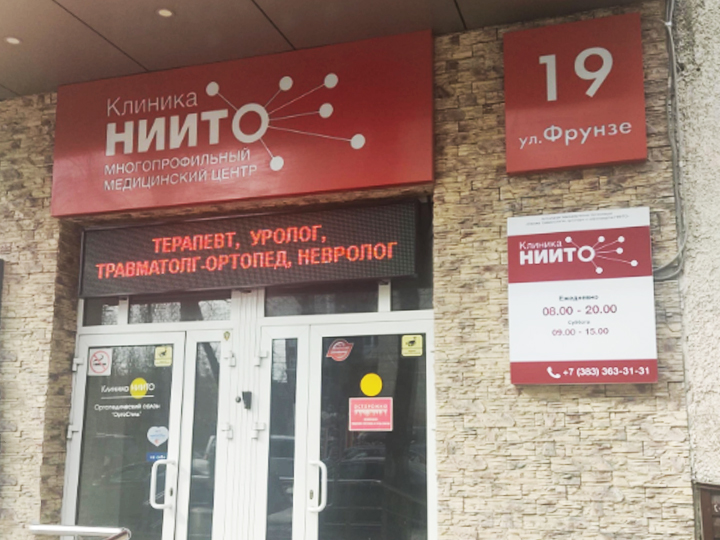 Клиника
НИИТО
МНОГОПРОФИЛЬНЫЙ
МЕДИЦИНСКИЙ ЦЕНТР
19
ул.Фрунзе
ТЕРАПЕВТ, УРОЛОГ,
ТРАВМАТОЛГ-ОРТОПЕД, НЕВРОЛОГ
Клиника
НИИТО
Ежедневно
08.00 - 20.00
Суббота
09.00 - 15.00
+7 (383) 363-31-31
Клиника НИИТО
Ортопедический салон